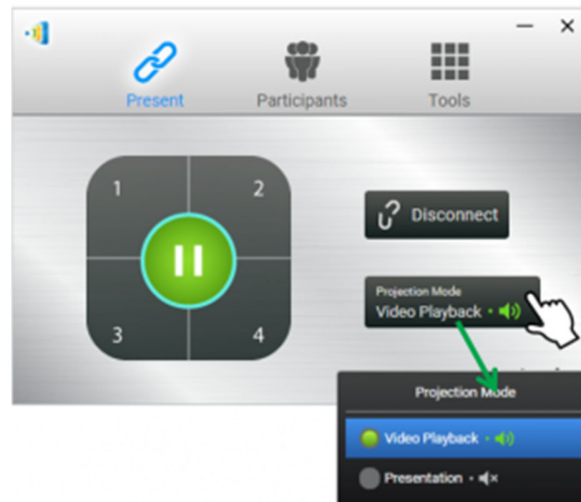 Present
Participants
Tools
1
2
3
4
Disconnect
Projection Mode
Video Playback •
Projection Mode
Video Playback •
Presentation •